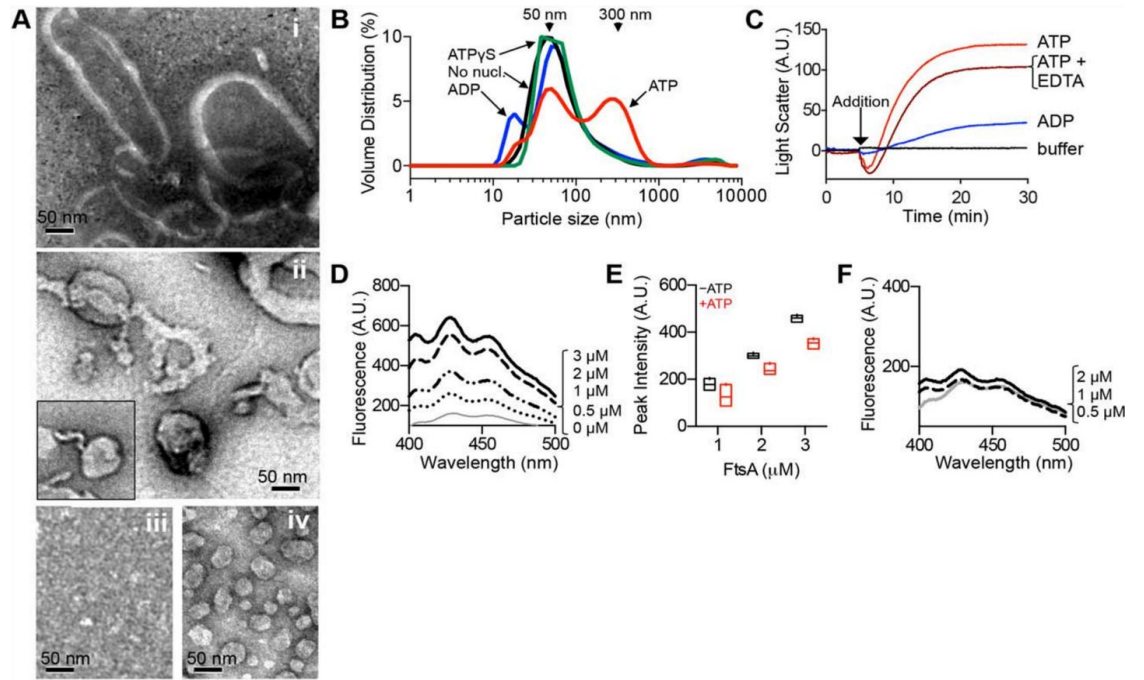 A
i
50 nm
ii
50 nm
iii
50 nm
iv
50 nm
B
50 nm
300 nm
Volume Distribution (%)
10
5
0
ATPγS
No nucl.
ADP
ATP
1
10
100
1000
10000
Particle size (nm)
C
Light Scatter (A.U.)
150
100
50
0
Addition
ATP
ATP +
EDTA
ADP
buffer
0
10
20
30
Time (min)
D
Fluorescence (A.U.)
800
600
400
200
3 μM
2 μM
1 μM
0.5 μM
0 μM
400
450
500
Wavelength (nm)
E
Peak Intensity (A.U.)
600
400
200
0
−ATP
+ATP
1
2
3
FtsA (μM)
F
Fluorescence (A.U.)
400
200
2 μM
1 μM
0.5 μM
400
450
500
Wavelength (nm)